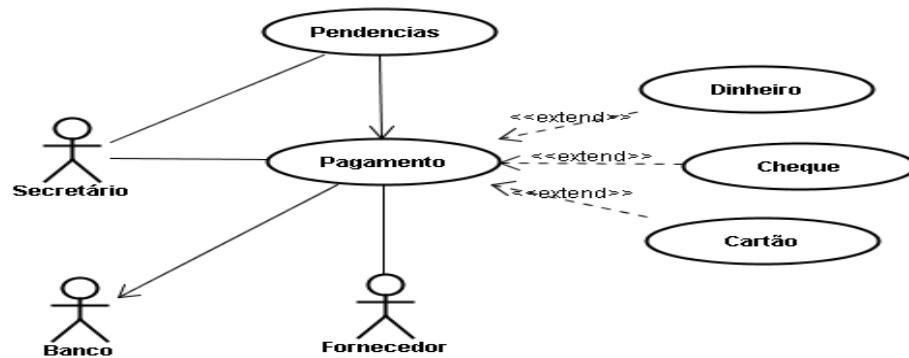 Pendencias
Dinheiro
<<extend>>
Pagamento
<<extend>>
Cheque
Secretário
<<extend>>
Cartão
Banco
Fornecedor